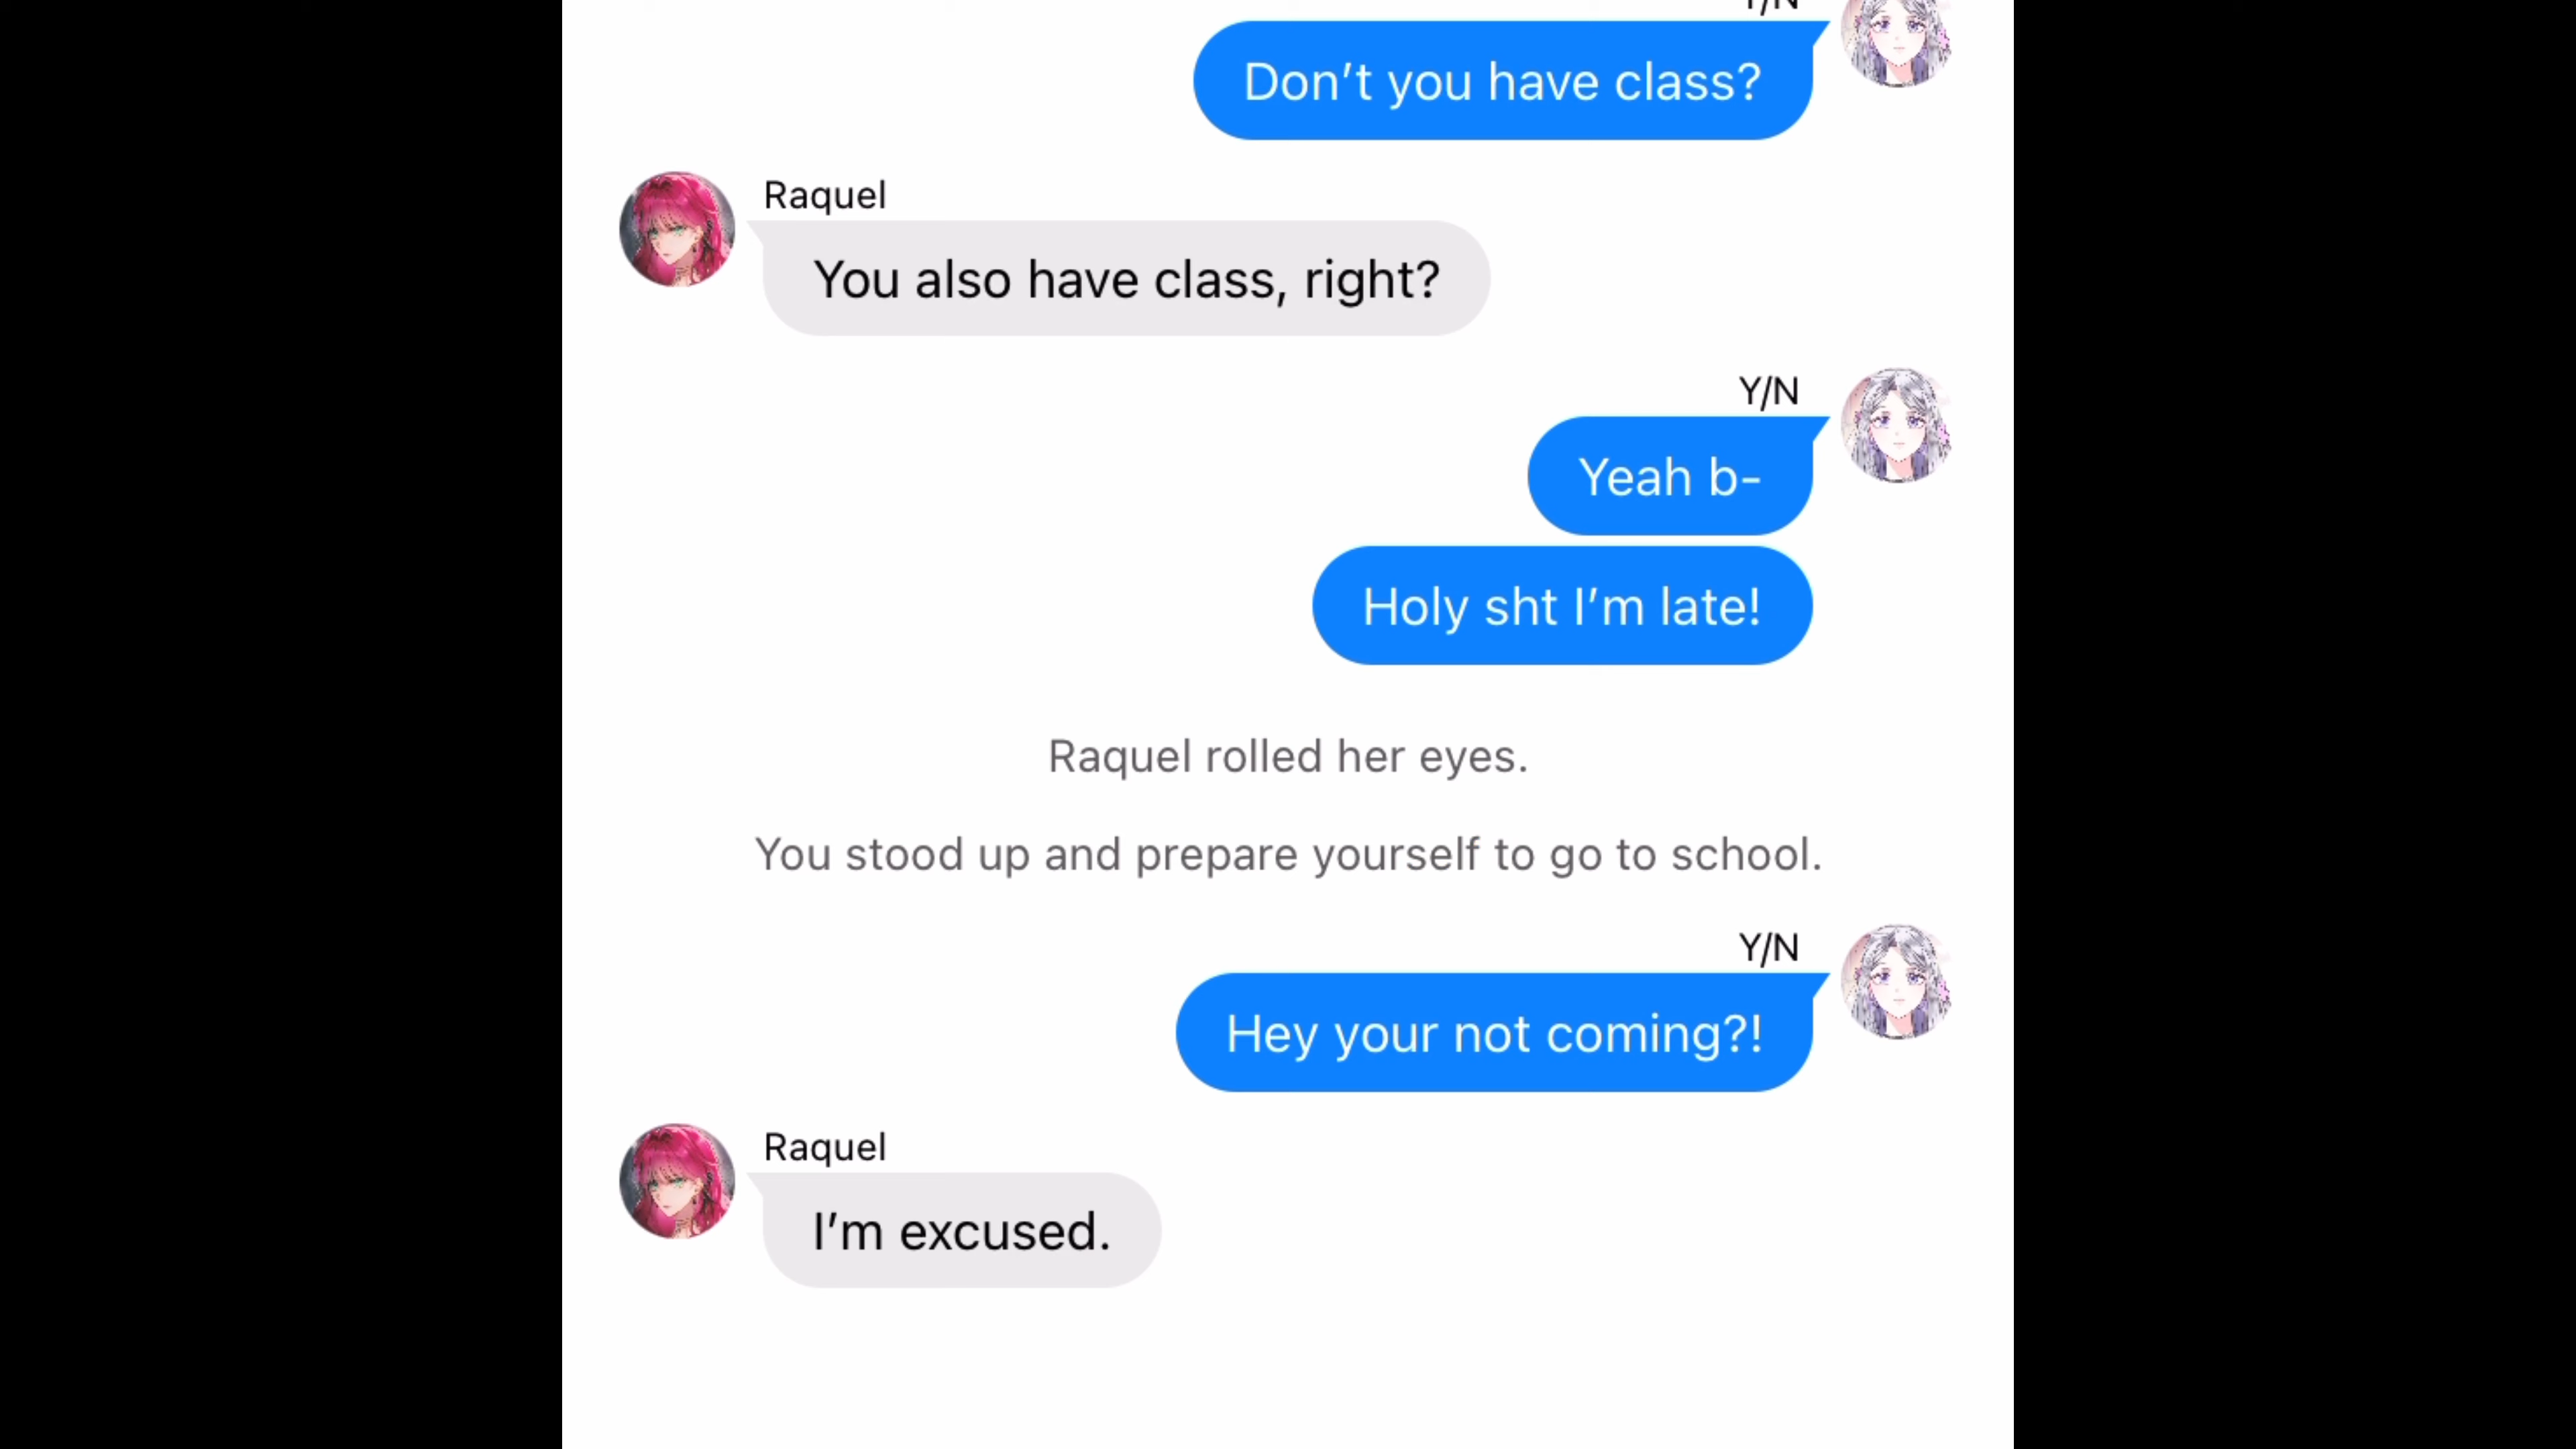 Y/N
Don’t you have class?
Raquel
You also have class, right?
Y/N
Yeah b-
Holy sht I’m late!
Raquel rolled her eyes.
You stood up and prepare yourself to go to school.
Y/N
Hey your not coming?!
Raquel
I’m excused.